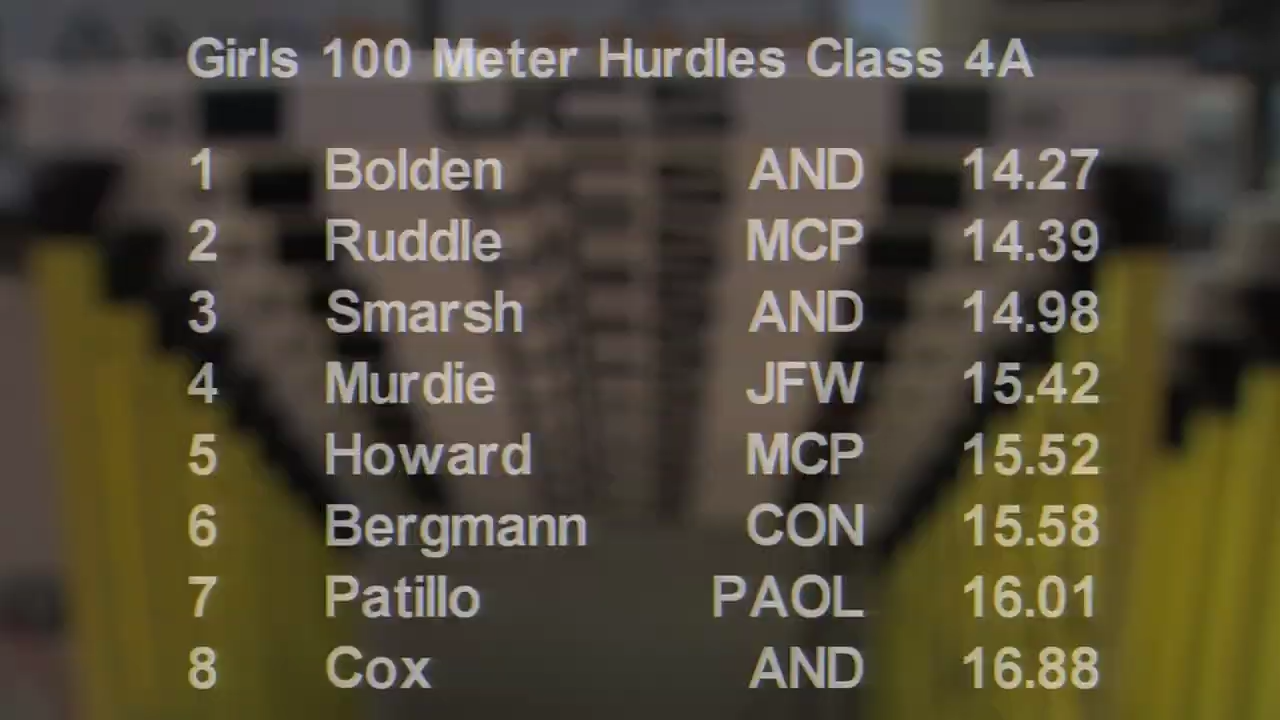 Girls 100 Meter Hurdles Class 4A
1 Bolden AND 14.27
2 Ruddle MCP 14.39
3 Smarsh AND 14.98
4 Murdie JFW 15.42
5 Howard MCP 15.52
6 Bergmann CON 15.58
7 Patillo PAOL 16.01
8 Cox AND 16.88